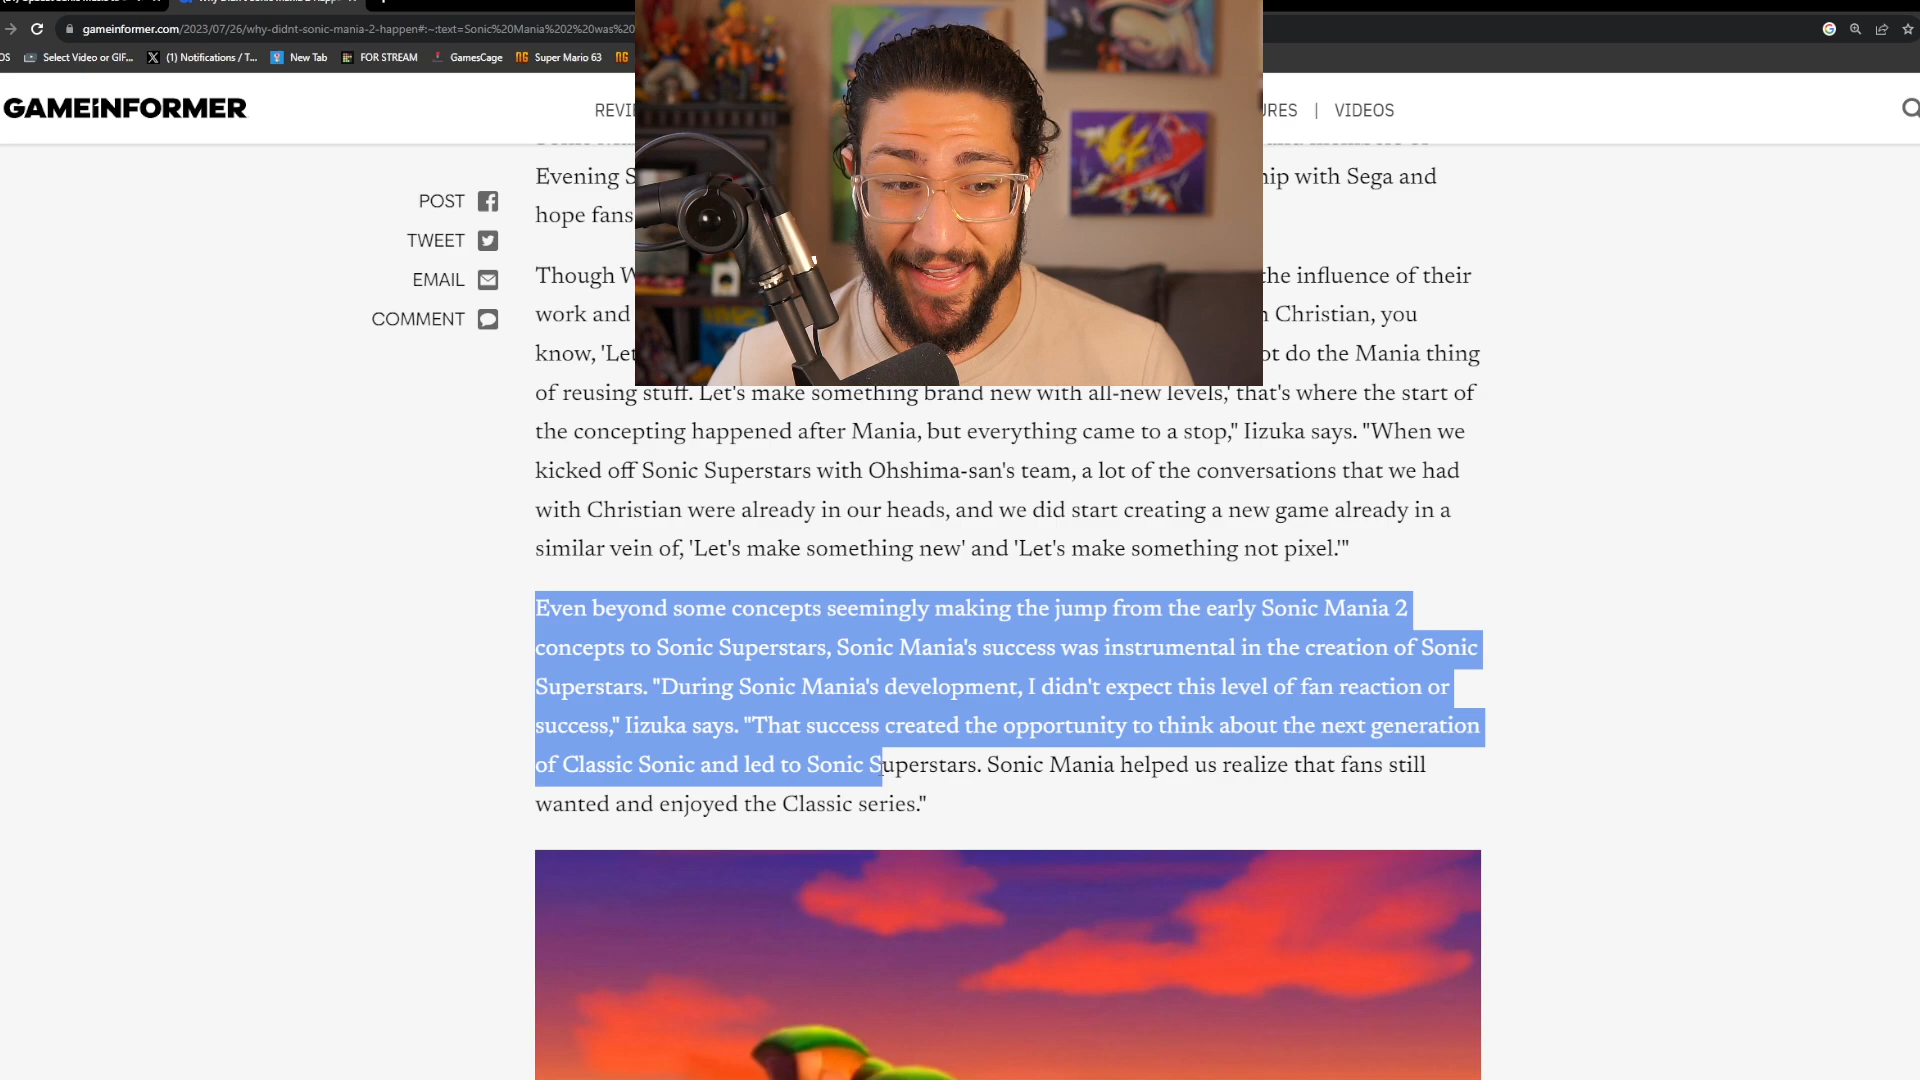 gameinformer.com/2023/07/26/why-didnt-sonic-mania-2-happen#:~:text=Sonic%20Mania%202%20was%20
Select Video or GIF... (1) Notifications / T... New Tab FOR STREAM GamesCage Super Mario 63
GAMEiNFORMER
VIDEOS
and members of
Evening S
hip with Sega and
hope fans
POST
TWEET
EMAIL
COMMENT
Though W
the influence of their
work and
Christian, you
know, 'Let
ot do the Mania thing
of reusing stuff. Let's make something brand new with all-new levels,' that's where the start of
the concepting happened after Mania, but everything came to a stop," Iizuka says. "When we
kicked off Sonic Superstars with Ohshima-san's team, a lot of the conversations that we had
with Christian were already in our heads, and we did start creating a new game already in a
similar vein of, 'Let's make something new' and 'Let's make something not pixel.'"
Even beyond some concepts seemingly making the jump from the early Sonic Mania 2
concepts to Sonic Superstars, Sonic Mania's success was instrumental in the creation of Sonic
Superstars. "During Sonic Mania's development, I didn't expect this level of fan reaction or
success," Iizuka says. "That success created the opportunity to think about the next generation
of Classic Sonic and led to Sonic Superstars. Sonic Mania helped us realize that fans still
wanted and enjoyed the Classic series."